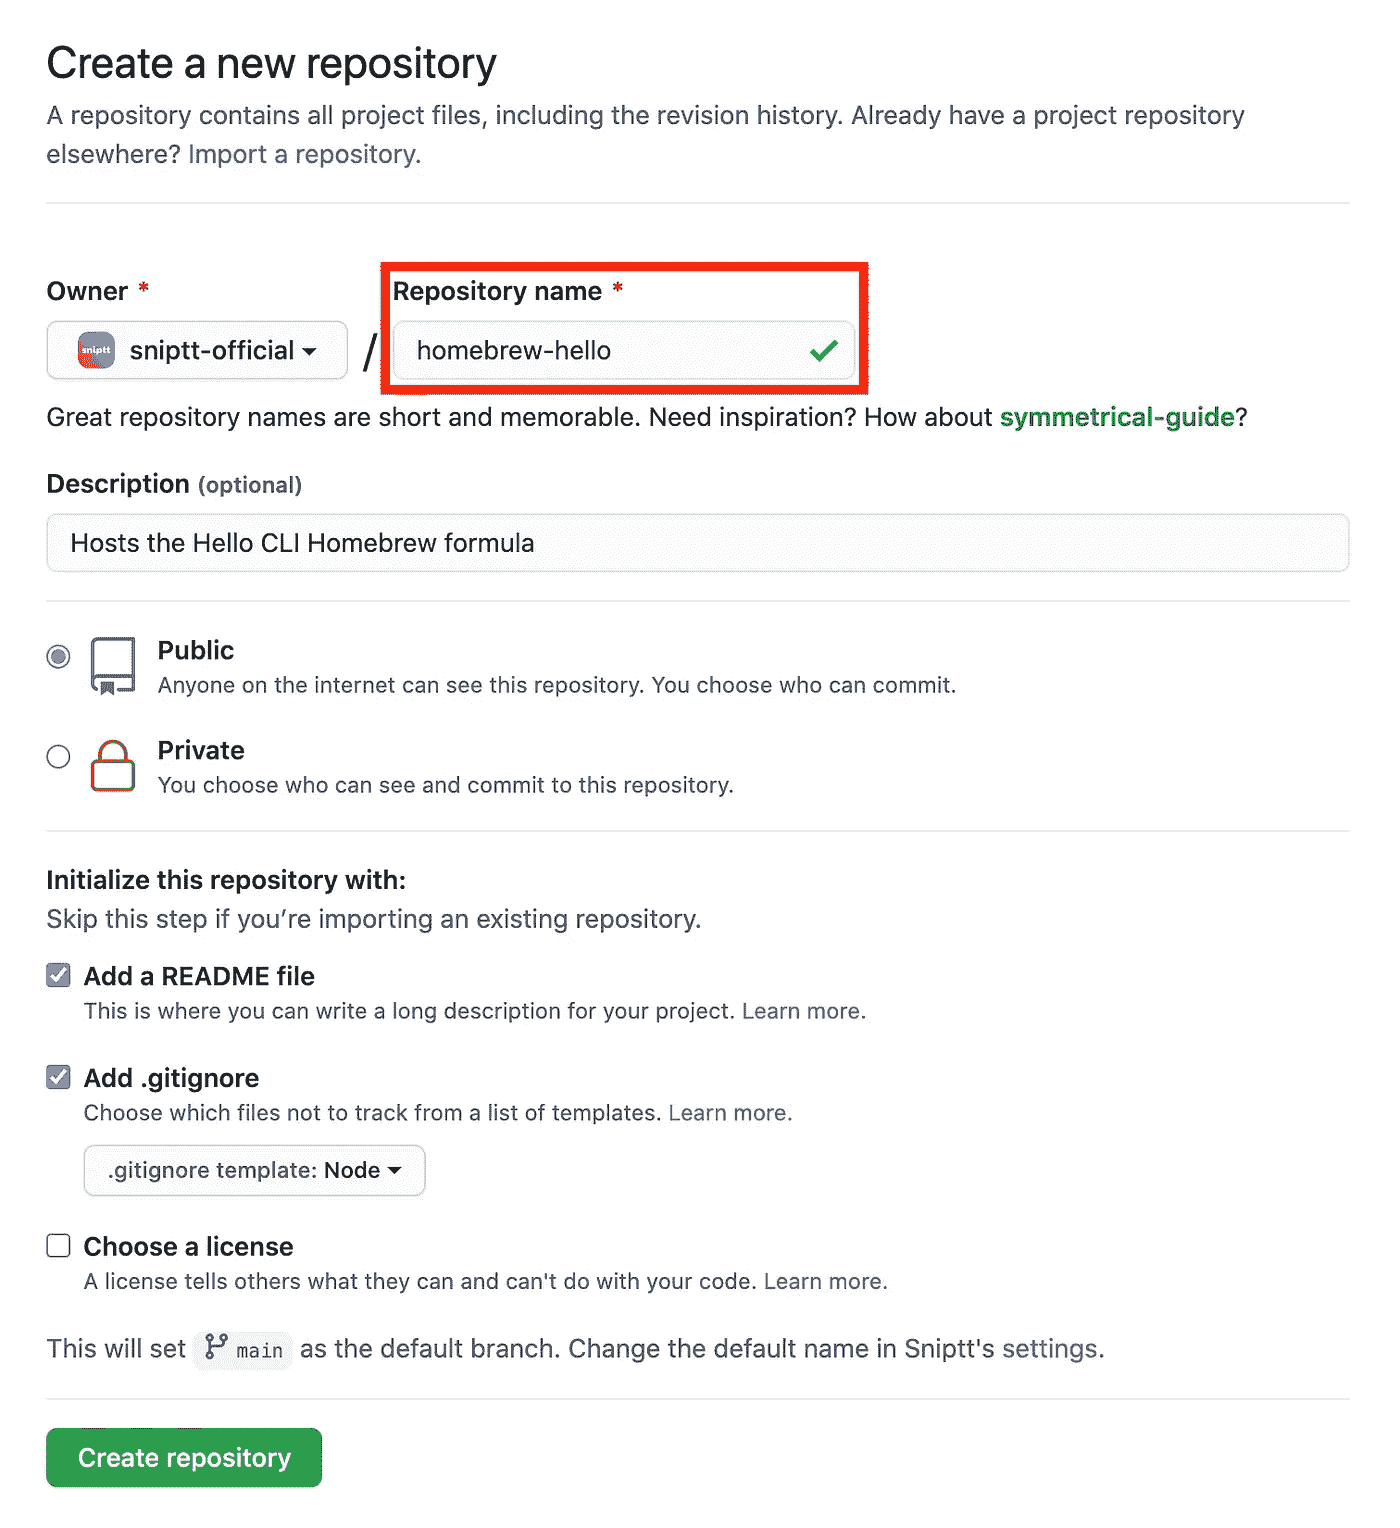 Create a new repository
A repository contains all project files, including the revision history. Already have a project repository
elsewhere? Import a repository.
Owner *
Repository name *
sniptt
sniptt-official
/
homebrew-hello
Great repository names are short and memorable. Need inspiration? How about symmetrical-guide?
Description (optional)
Hosts the Hello CLI Homebrew formula
Public
Anyone on the internet can see this repository. You choose who can commit.
Private
You choose who can see and commit to this repository.
Initialize this repository with:
Skip this step if you’re importing an existing repository.
Add a README file
This is where you can write a long description for your project. Learn more.
Add .gitignore
Choose which files not to track from a list of templates. Learn more.
.gitignore template: Node
Choose a license
A license tells others what they can and can't do with your code. Learn more.
This will set main as the default branch. Change the default name in Sniptt's settings.
Create repository